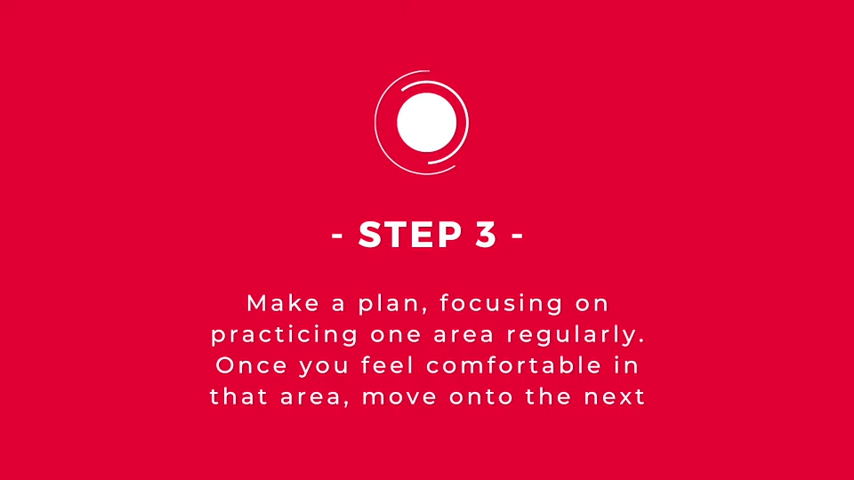 - STEP 3 -
Make a plan, focusing on
practicing one area regularly.
Once you feel comfortable in
that area, move onto the next